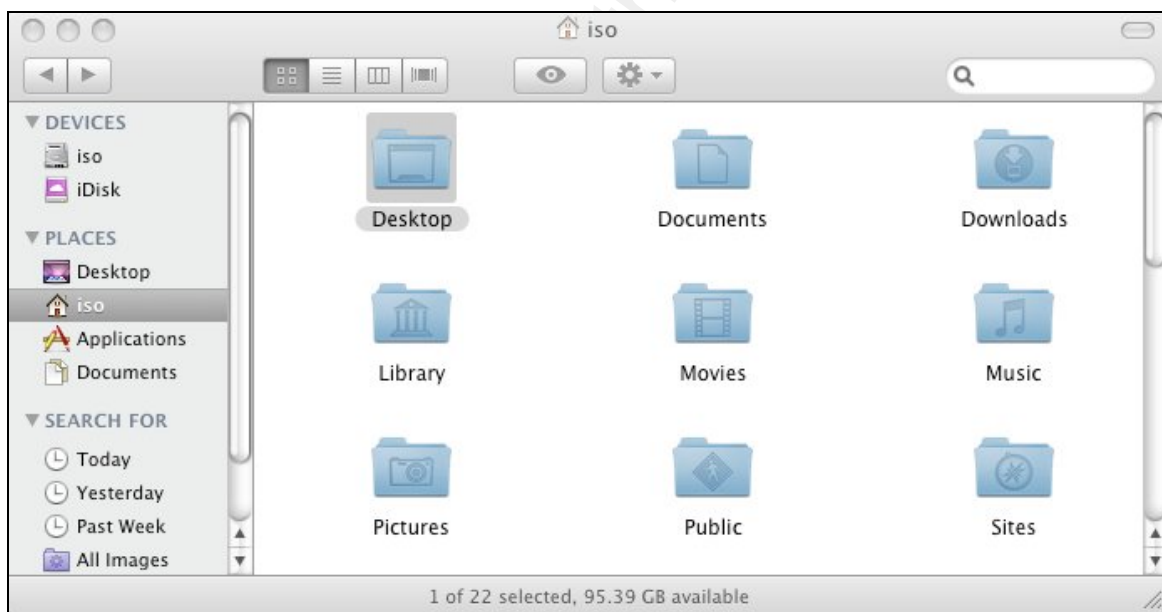 iso
DEVICES
iso
iDisk
PLACES
Desktop
iso
Applications
Documents
SEARCH FOR
Today
Yesterday
Past Week
All Images
Desktop Documents Downloads
Library Movies Music
Pictures Public Sites
1 of 22 selected, 95.39 GB available